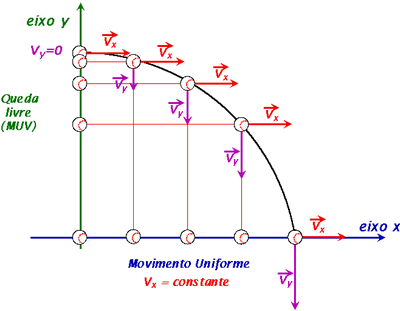 eixo y
Vy=0
Vx
Vx
Vx
Vx
Vy
Vy
Vy
Queda
livre
(MUV)
Vx
eixo x
Movimento Uniforme
Vx = constante
Vy